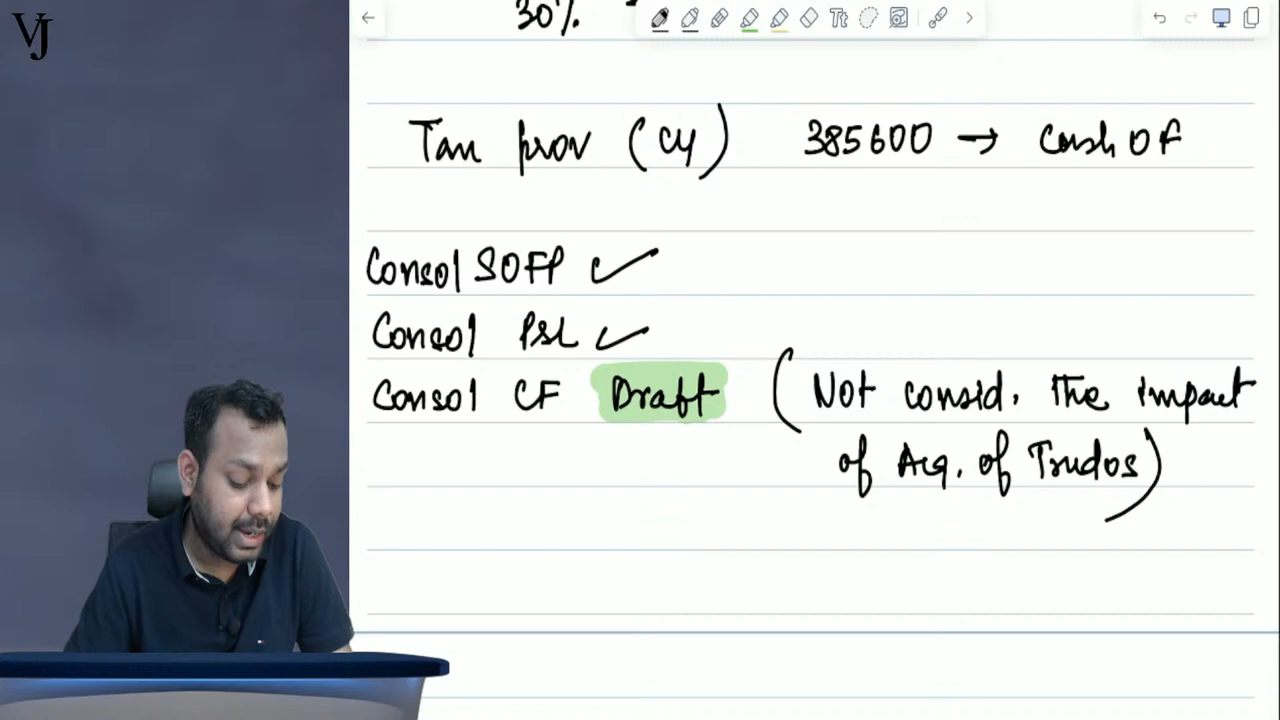 VJ
30%.
Tt
Tax prov (CY) 385600 → Cash OF
Consol SOFP ✓
Consol P&L ✓
Consol CF Draft (Not consid. the impact
of Acq. of Trudos)